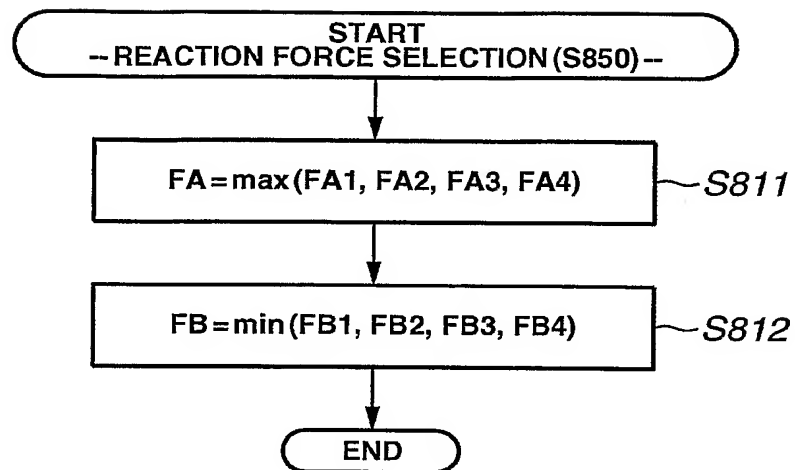 START
-- REACTION FORCE SELECTION (S850) --
FA=max(FA1, FA2, FA3, FA4)
S811
FB=min(FB1, FB2, FB3, FB4)
S812
END